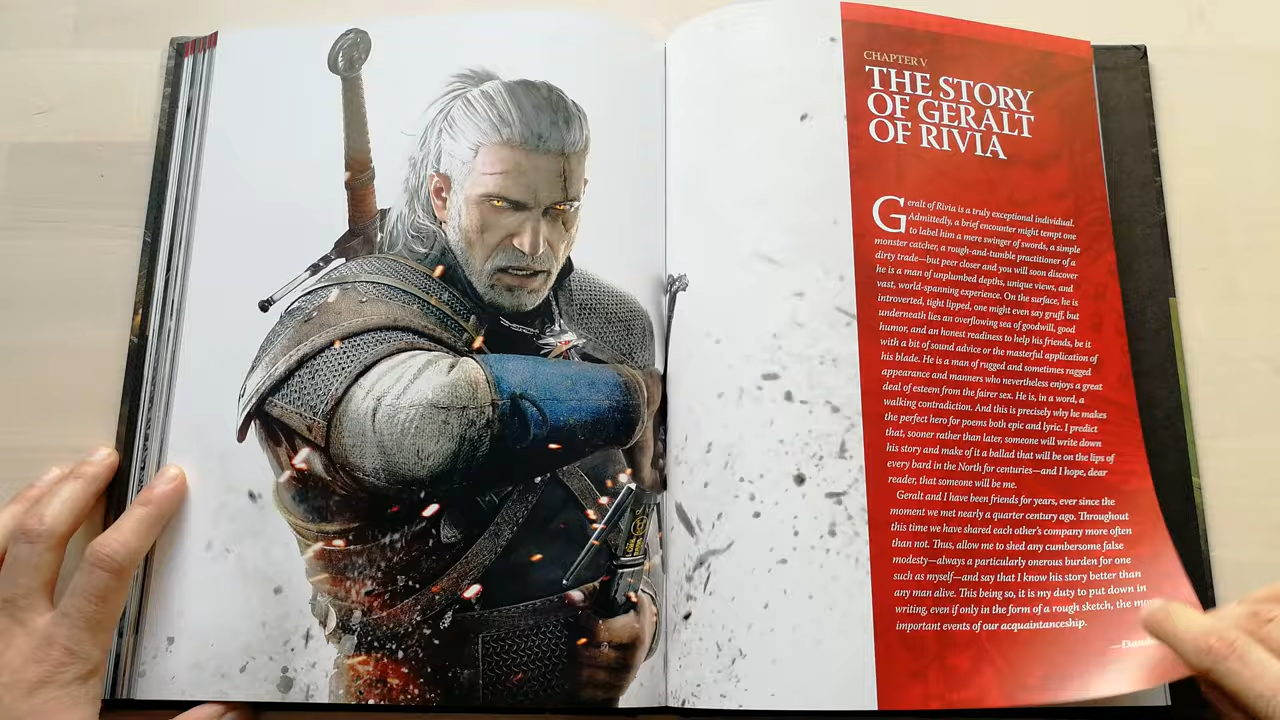 CHAPTER V
THE STORY
OF GERALT
OF RIVIA
Geralt of Rivia is a truly exceptional individual.
Admittedly, a brief encounter might tempt one
to label him a mere swinger of swords, a simple
monster catcher, a rough-and-tumble practitioner of a
dirty trade—but peer closer and you will soon discover
he is a man of unplumbed depths, unique views, and
vast, world-spanning experience. On the surface, he is
introverted, tight lipped, one might even say gruff, but
underneath lies an overflowing sea of goodwill, good
humor, and an honest readiness to help his friends, be it
with a bit of sound advice or the masterful application of
his blade. He is a man of rugged and sometimes ragged
appearance and manners who nevertheless enjoys a great
deal of esteem from the fairer sex. He is, in a word, a
walking contradiction. And this is precisely why he makes
the perfect hero for poems both epic and lyric. I predict
that, sooner rather than later, someone will write down
his story and make of it a ballad that will be on the lips of
every bard in the North for centuries—and I hope, dear
reader, that someone will be me.
Geralt and I have been friends for years, ever since the
moment we met nearly a quarter century ago. Throughout
this time we have shared each other's company more often
than not. Thus, allow me to shed any cumbersome false
modesty—always a particularly onerous burden for one
such as myself—and say that I know his story better than
any man alive. This being so, it is my duty to put down in
writing, even if only in the form of a rough sketch, the
important events of our acquaintanceship.